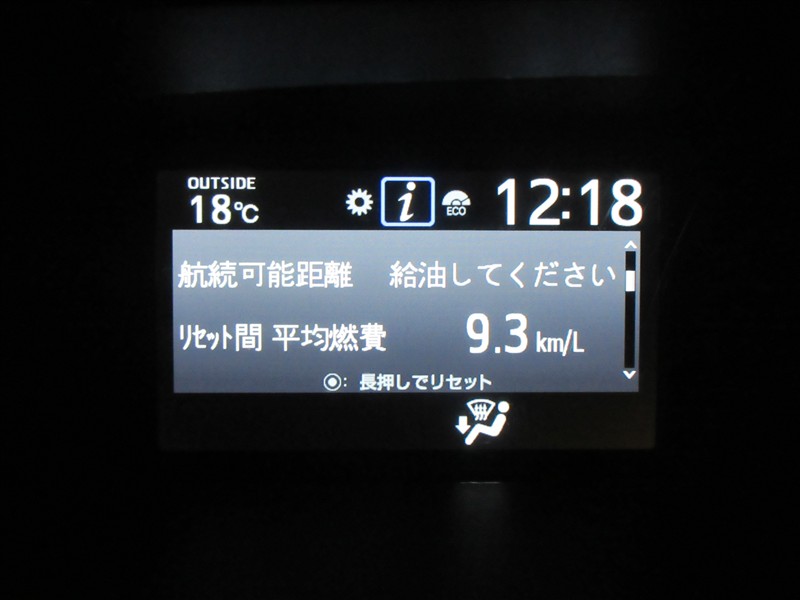 OUTSIDE
18℃
i
ECO
12:18
航続可能距離 給油してください
リセット間 平均燃費 9.3 km/L
◉: 長押しでリセット